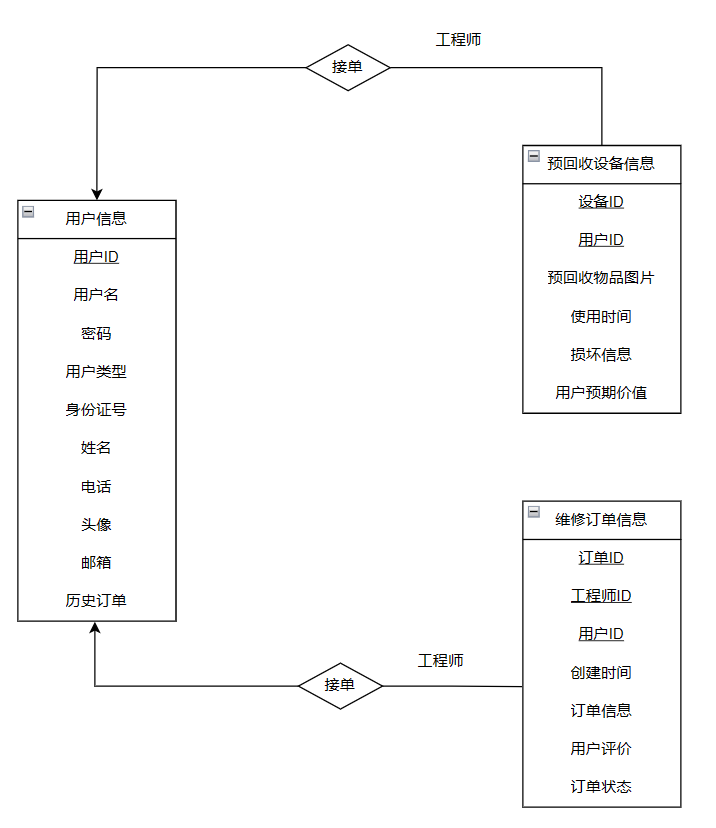 工程师
接单
预回收设备信息
设备ID
用户ID
预回收物品图片
使用时间
损坏信息
用户预期价值
用户信息
用户ID
用户名
密码
用户类型
身份证号
姓名
电话
头像
邮箱
历史订单
维修订单信息
订单ID
工程师ID
用户ID
创建时间
订单信息
用户评价
订单状态
工程师
接单